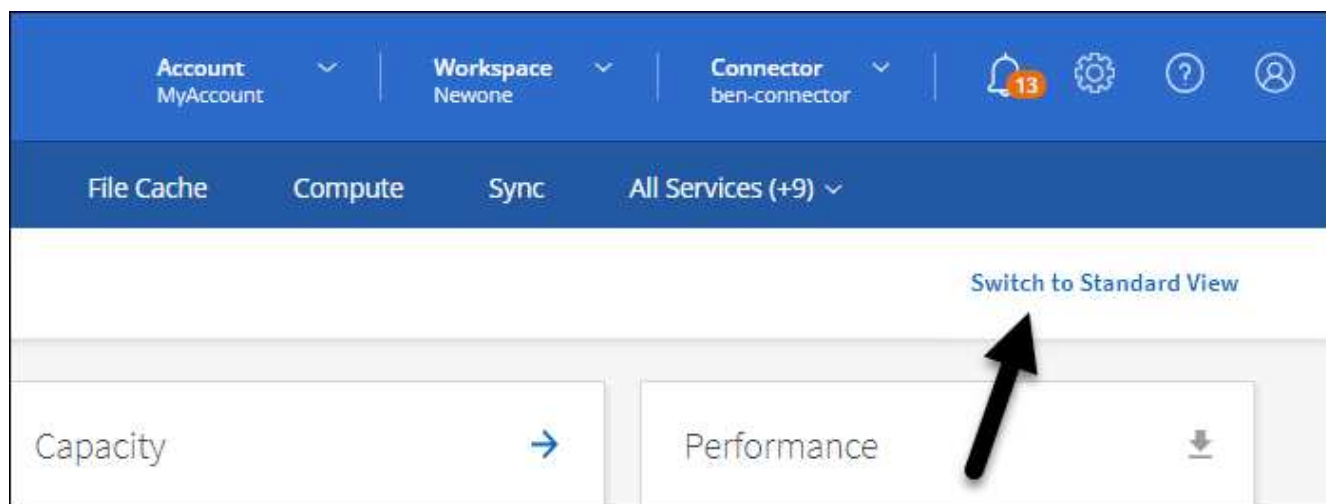 Account
MyAccount
Workspace
Newone
Connector
ben-connector
13
File Cache
Compute
Sync
All Services (+9)
Switch to Standard View
Capacity
Performance